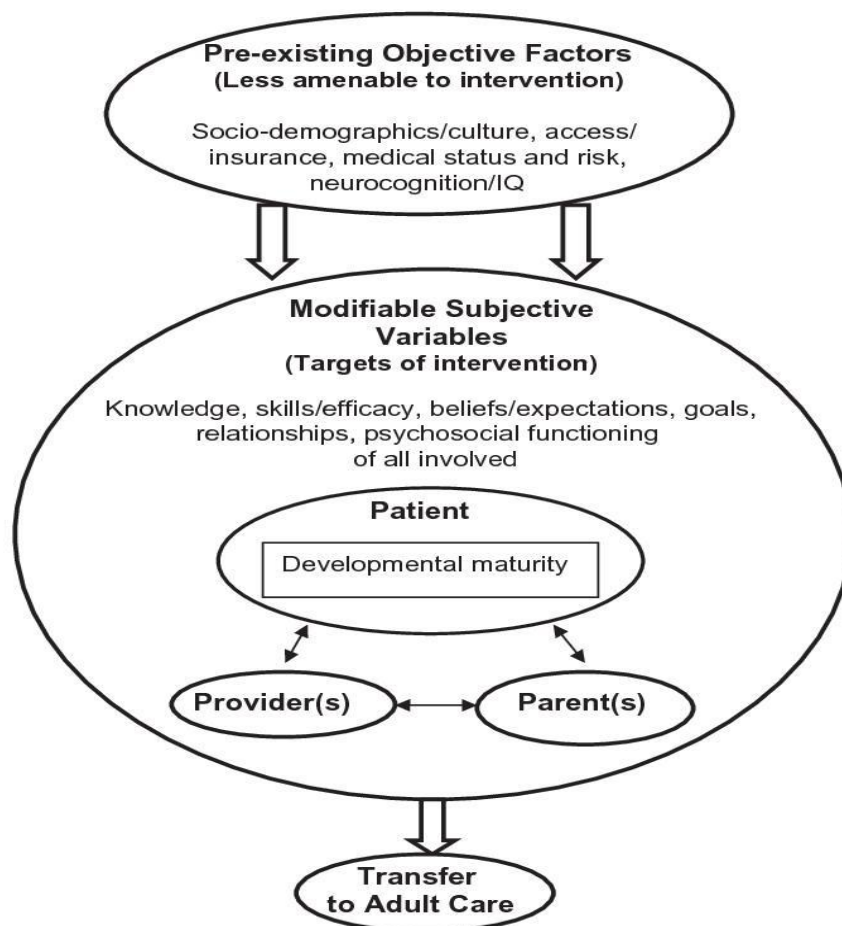 Pre-existing Objective Factors
(Less amenable to intervention)
Socio-demographics/culture, access/
insurance, medical status and risk,
neurocognition/IQ
Modifiable Subjective
Variables
(Targets of intervention)
Knowledge, skills/efficacy, beliefs/expectations, goals,
relationships, psychosocial functioning
of all involved
Patient
Developmental maturity
Provider(s)
Parent(s)
Transfer
to Adult Care